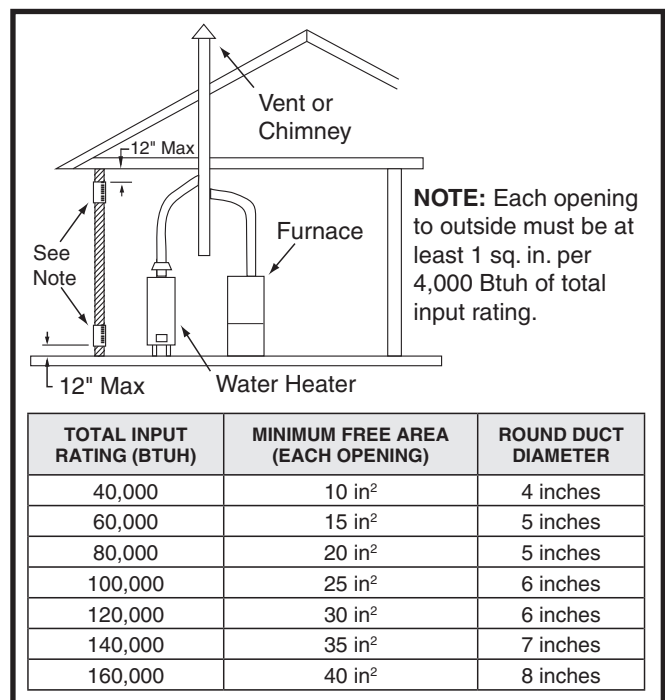 Vent or
Chimney
12" Max
NOTE: Each opening
to outside must be at
least 1 sq. in. per
4,000 Btuh of total
input rating.
Furnace
See
Note
12" Max
Water Heater
TOTAL INPUT
RATING (BTUH)
MINIMUM FREE AREA
(EACH OPENING)
ROUND DUCT
DIAMETER
40,000 10 in² 4 inches
60,000 15 in² 5 inches
80,000 20 in² 5 inches
100,000 25 in² 6 inches
120,000 30 in² 6 inches
140,000 35 in² 7 inches
160,000 40 in² 8 inches